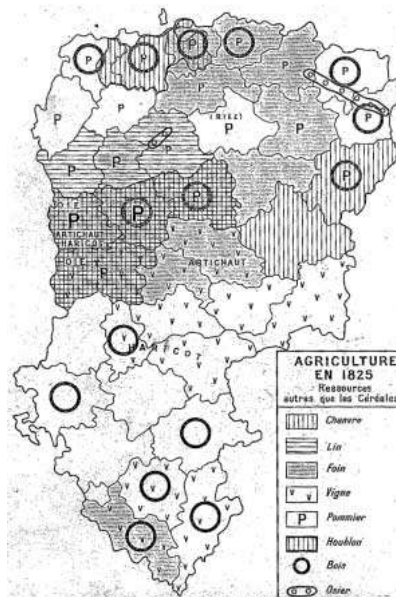 P
P
P
P
P
P
P
P
P
P
(RIEZ)
P
P
P
P
P
P
P
P
ARTICHAUT
HARICOT
P
ARTICHAUT
HARICOT
AGRICULTURE
EN 1825
Ressources
autres que les Céréales
Chanvre
Lin
Foin
V V Vigne
P Pommier
Houblon
Bois
Osier